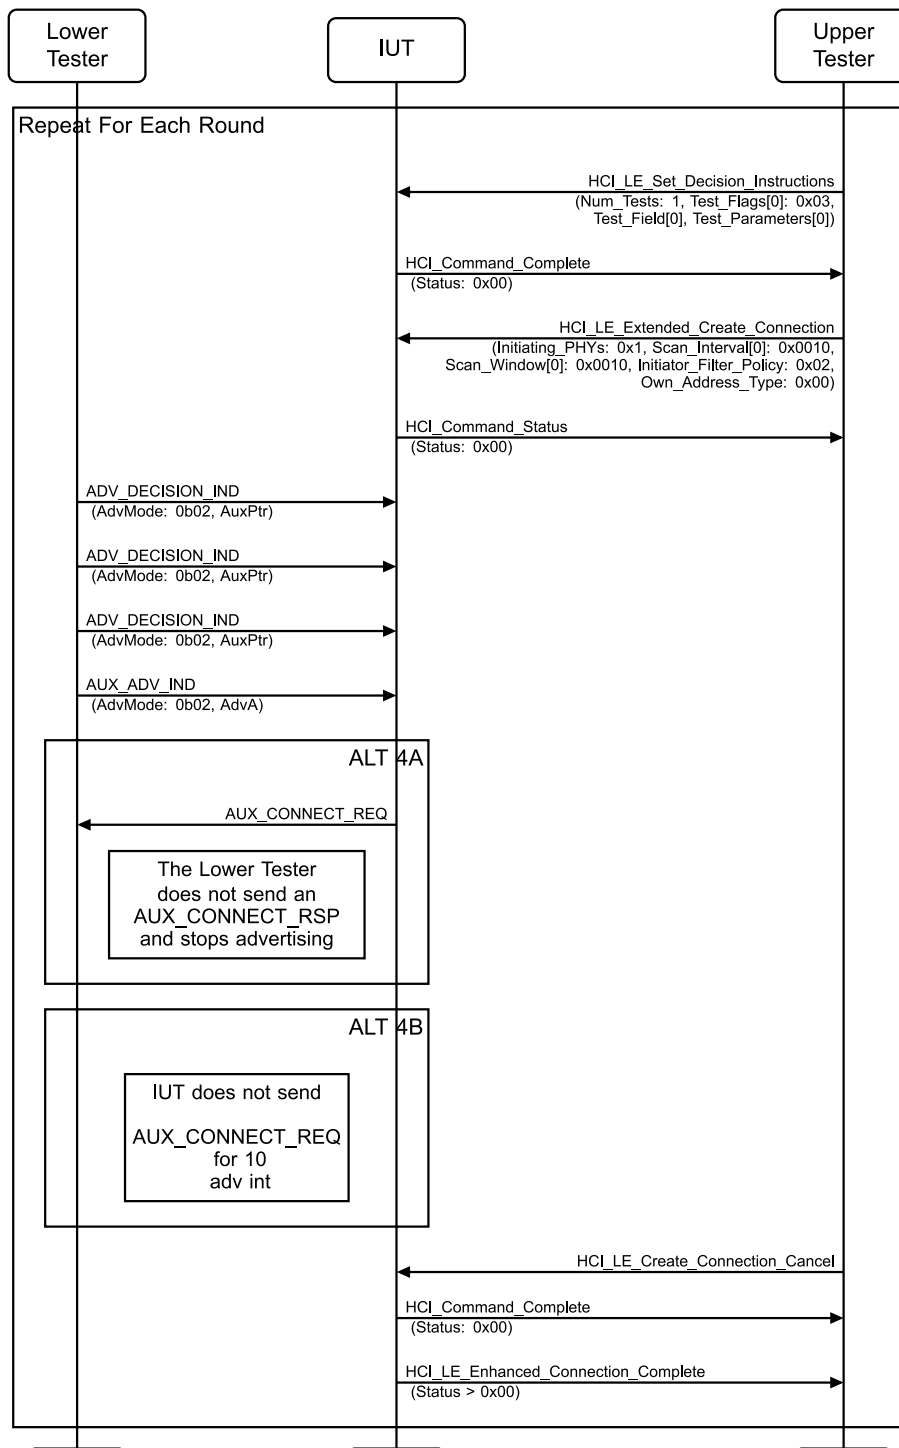 Lower
Tester
IUT
Upper
Tester
Repeat For Each Round
HCI_LE_Set_Decision_Instructions
(Num_Tests: 1, Test_Flags[0]: 0x03,
Test_Field[0], Test_Parameters[0])
HCI_Command_Complete
(Status: 0x00)
HCI_LE_Extended_Create_Connection
(Initiating_PHYs: 0x1, Scan_Interval[0]: 0x0010,
Scan_Window[0]: 0x0010, Initiator_Filter_Policy: 0x02,
Own_Address_Type: 0x00)
HCI_Command_Status
(Status: 0x00)
ADV_DECISION_IND
(AdvMode: 0b02, AuxPtr)
ADV_DECISION_IND
(AdvMode: 0b02, AuxPtr)
ADV_DECISION_IND
(AdvMode: 0b02, AuxPtr)
AUX_ADV_IND
(AdvMode: 0b02, AdvA)
ALT 4A
AUX_CONNECT_REQ
The Lower Tester
does not send an
AUX_CONNECT_RSP
and stops advertising
ALT 4B
IUT does not send
AUX_CONNECT_REQ
for 10
adv int
HCI_LE_Create_Connection_Cancel
HCI_Command_Complete
(Status: 0x00)
HCI_LE_Enhanced_Connection_Complete
(Status > 0x00)